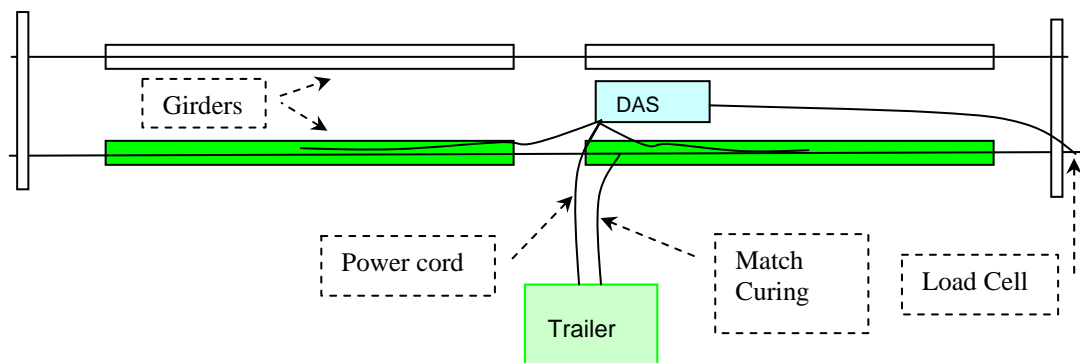 Girders
DAS
Power cord
Match
Curing
Load Cell
Trailer